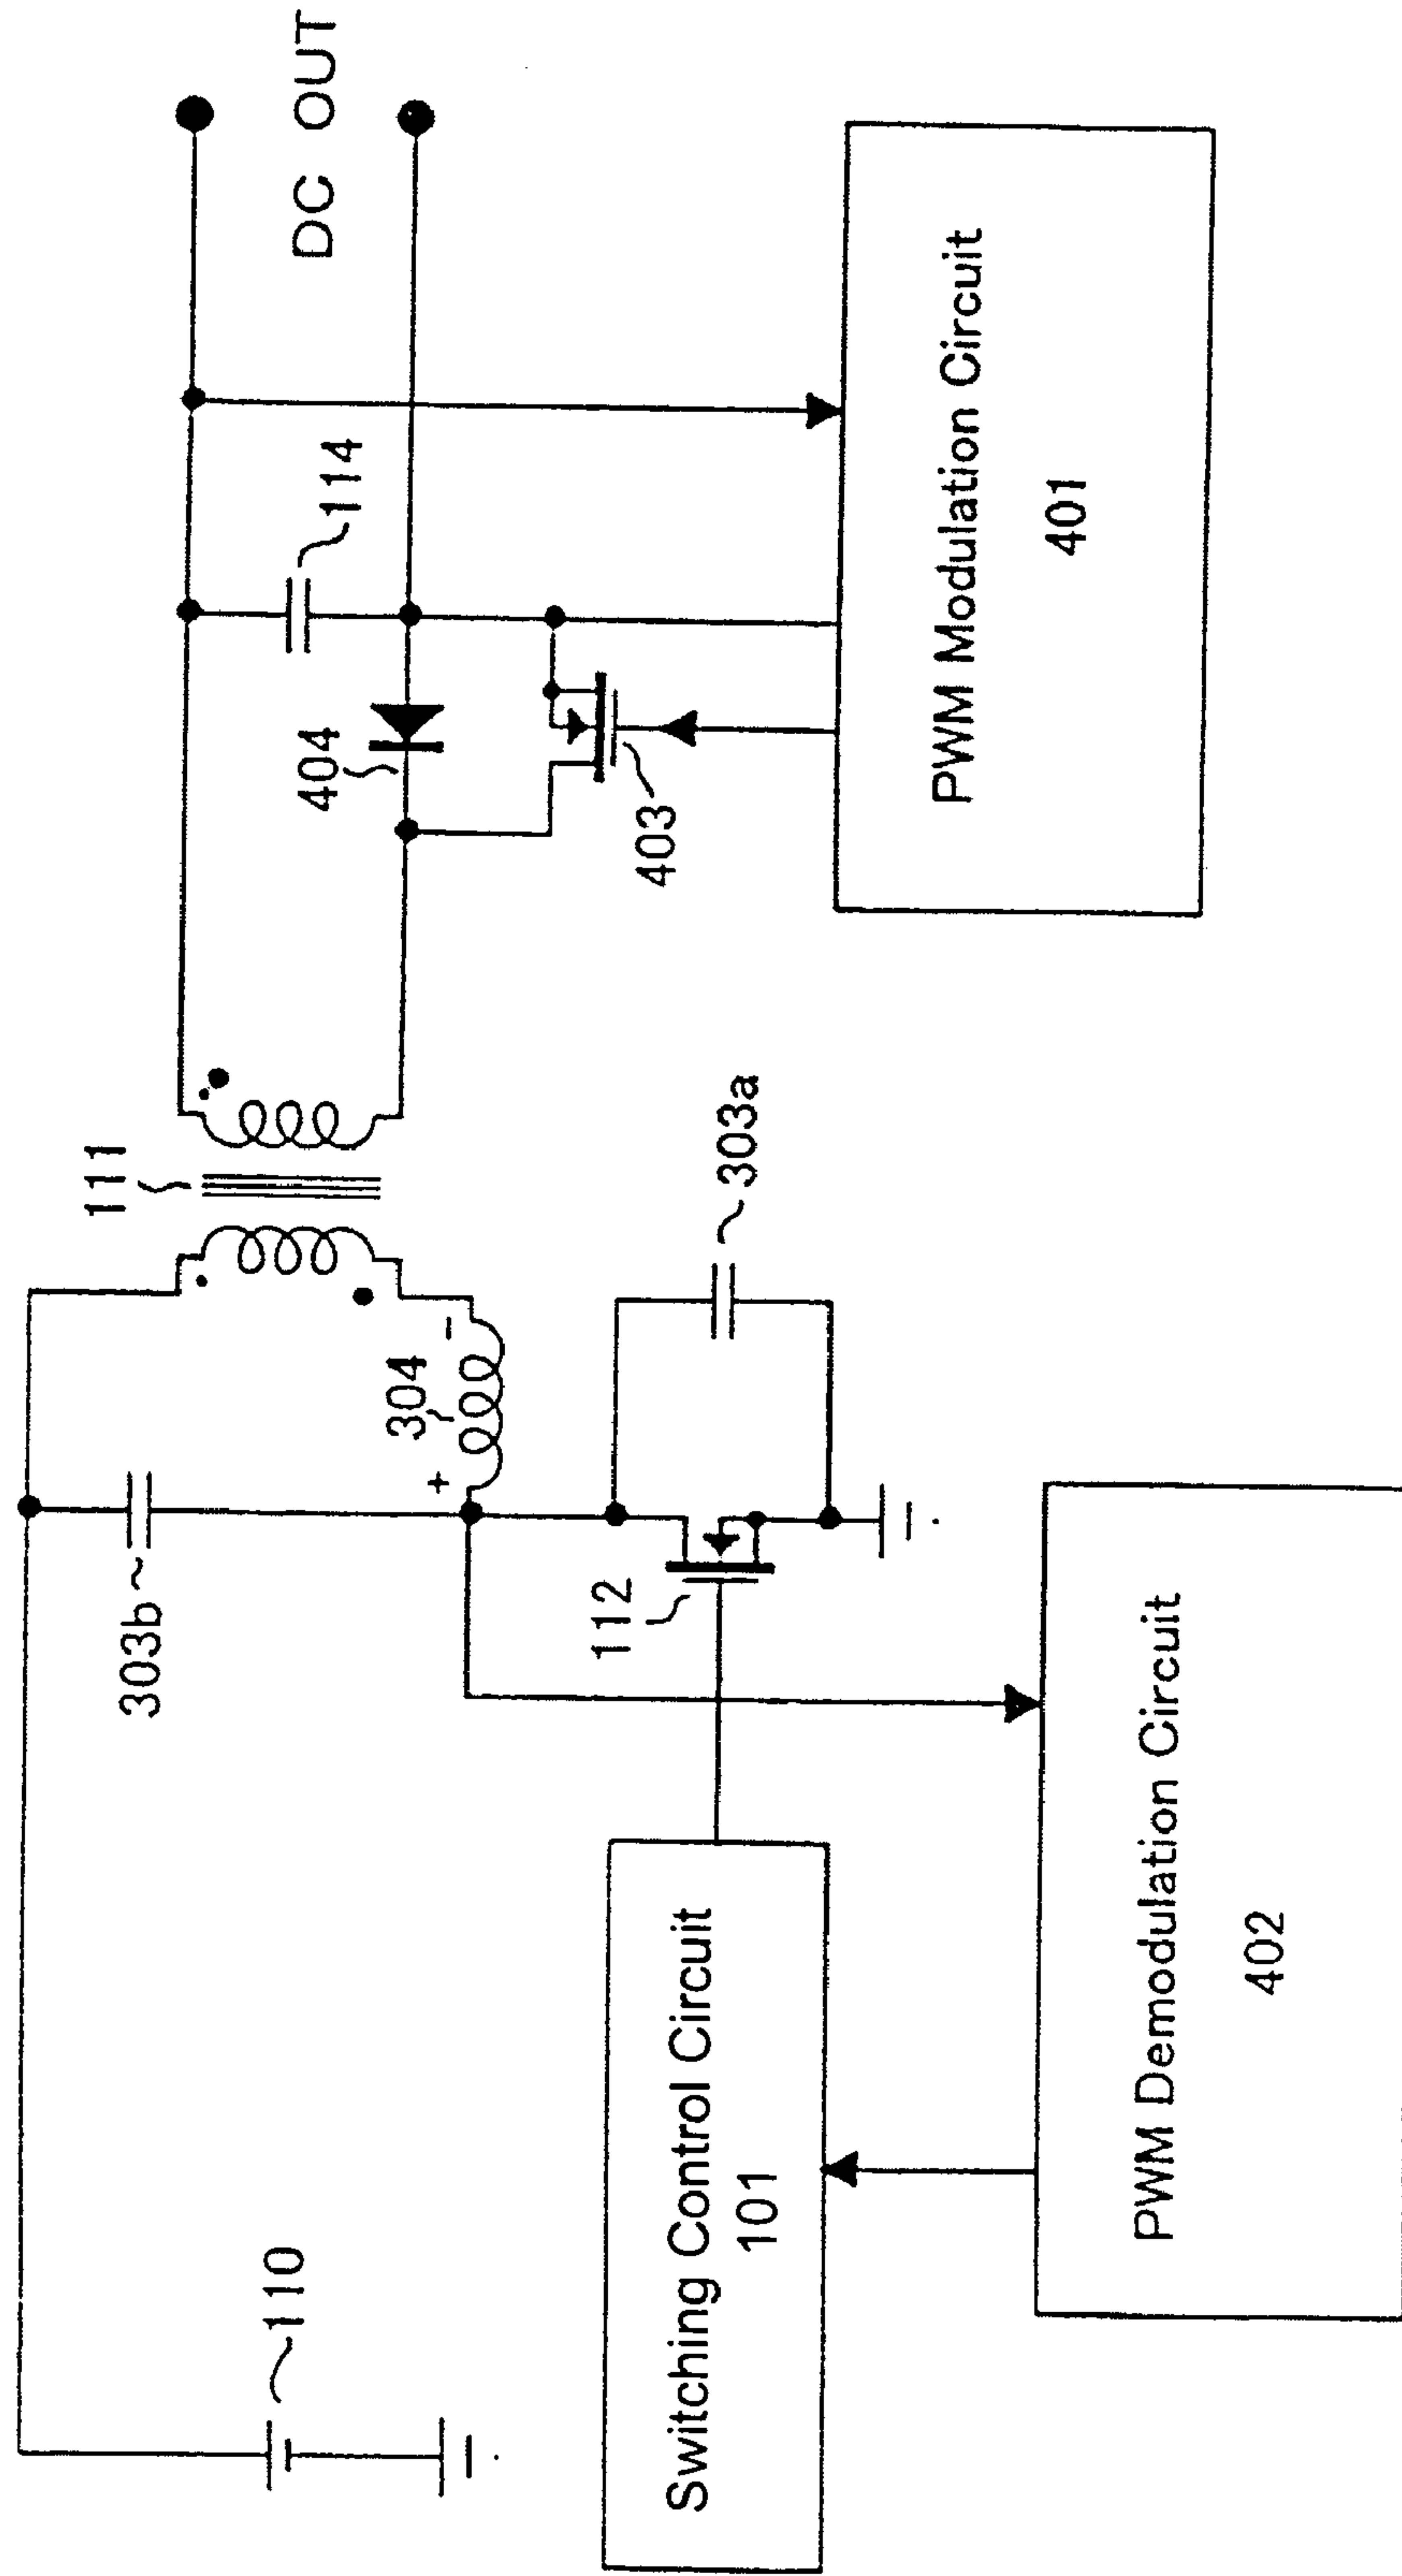 111
DC OUT
303b
304
+
−
114
404
110
112
303a
403
Switching Control Circuit
101
PWM Modulation Circuit
401
PWM Demodulation Circuit
402